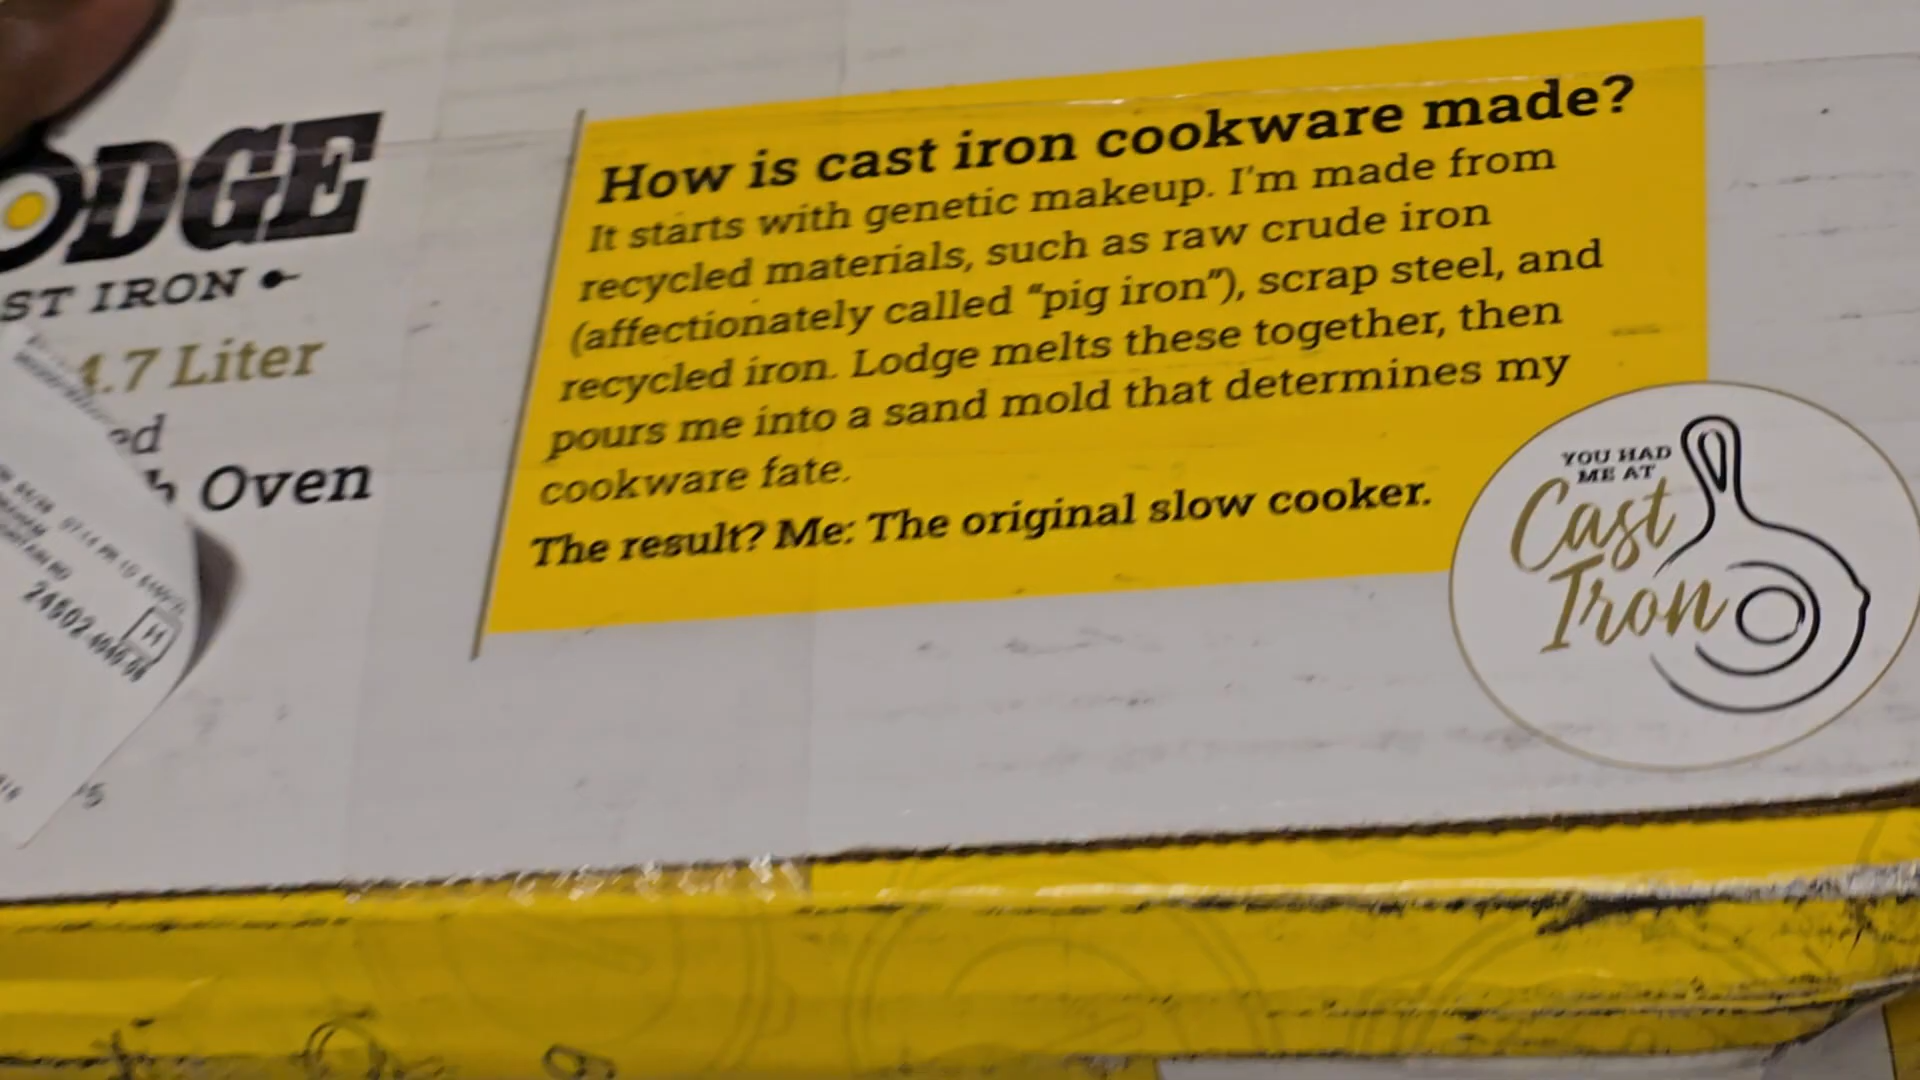 ODGE
ST IRON
4.7 Liter
ed
h Oven
How is cast iron cookware made?
It starts with genetic makeup. I'm made from
recycled materials, such as raw crude iron
(affectionately called "pig iron"), scrap steel, and
recycled iron. Lodge melts these together, then
pours me into a sand mold that determines my
cookware fate.
The result? Me: The original slow cooker.
YOU HAD
ME AT
Cast
Iron
H